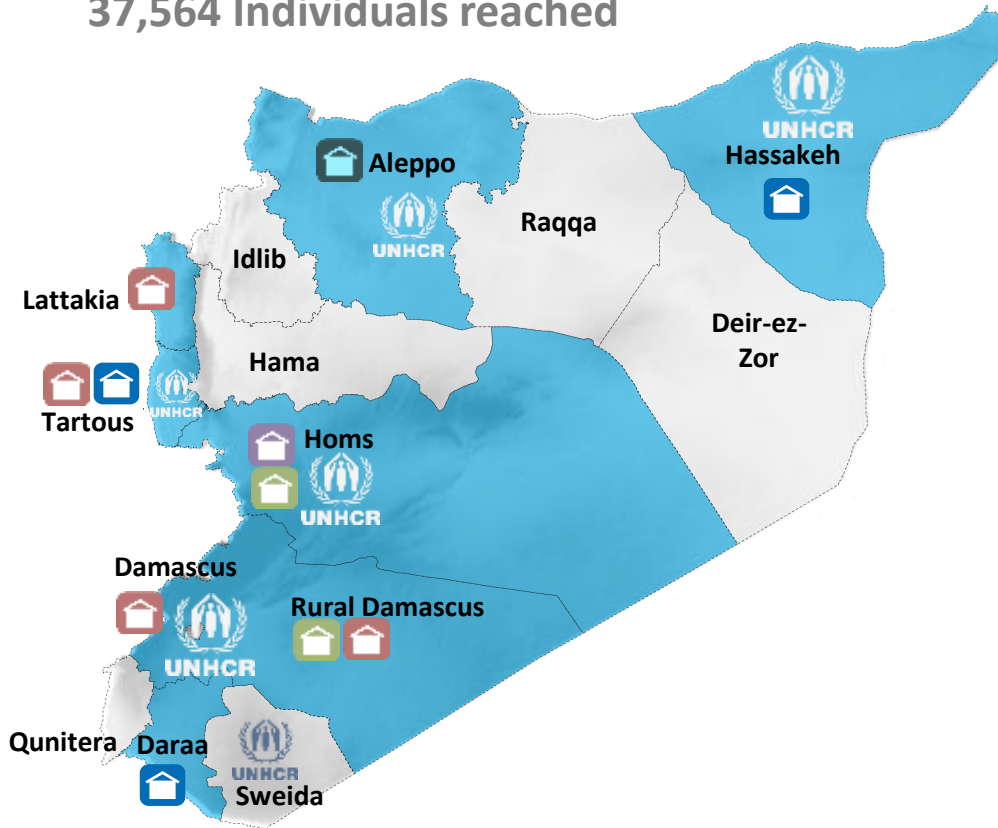 37,564 Individuals reached
UNHCR
Hassakeh
Aleppo
UNHCR
Raqqa
Idlib
Lattakia
Deir-ez-
Zor
Hama
Tartous
UNHCR
Homs
UNHCR
Damascus
Rural Damascus
UNHCR
Qunitera
Daraa
UNHCR
Sweida